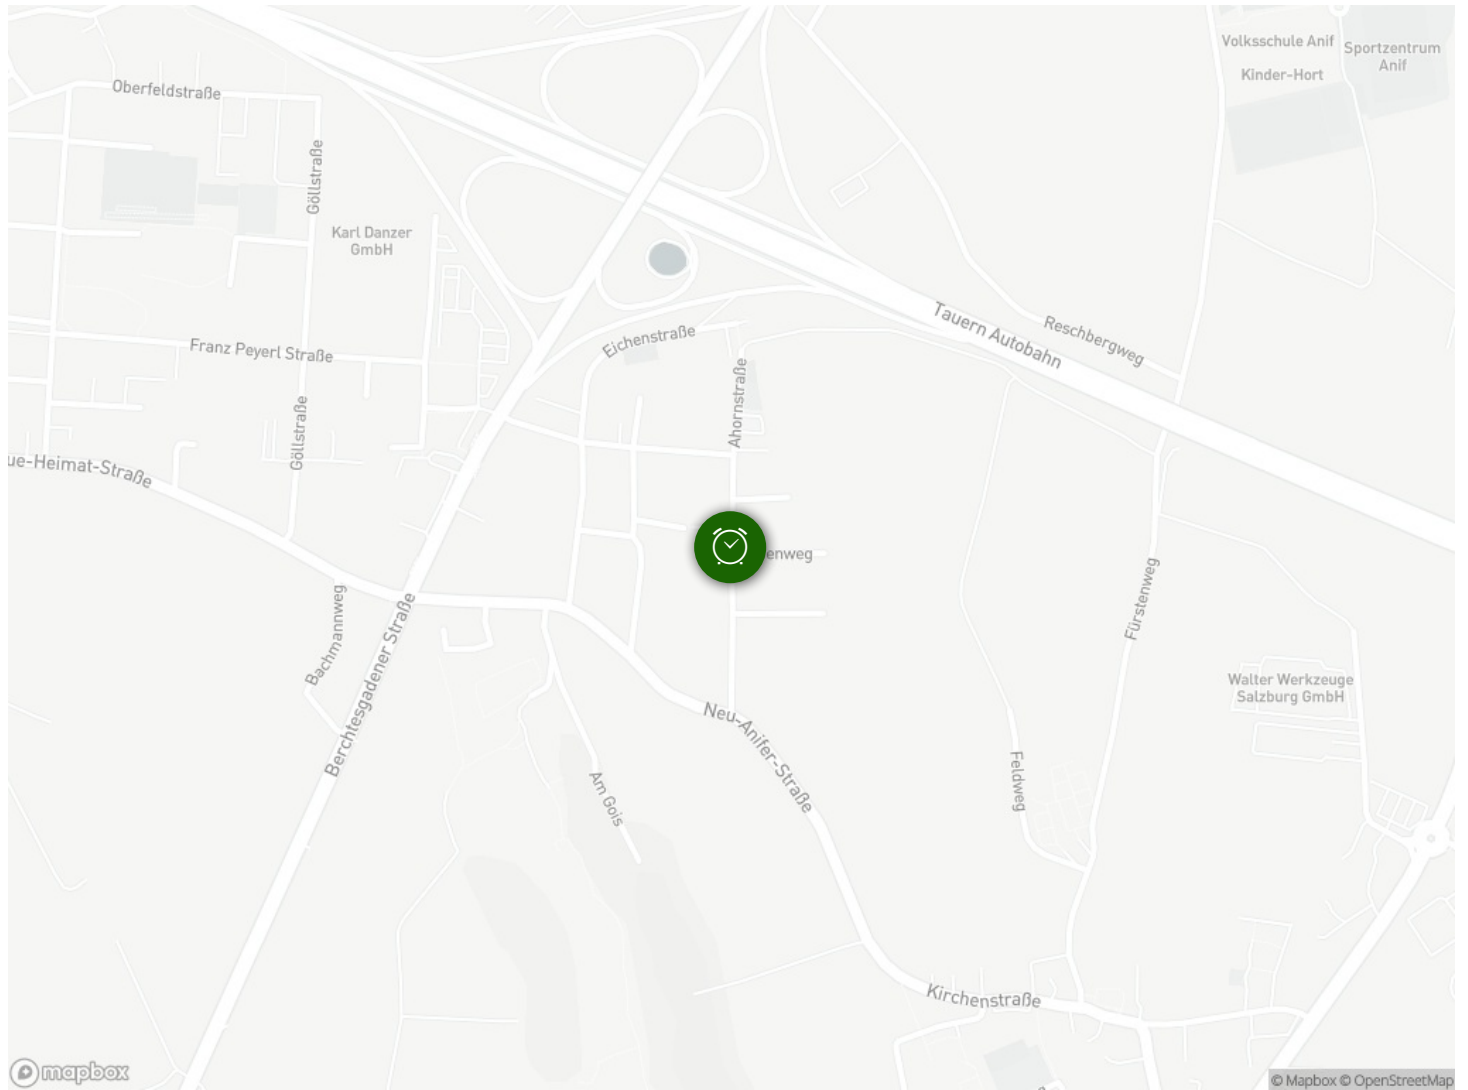 Volksschule Anif
Kinder-Hort
Sportzentrum
Anif
Oberfeldstraße
Göllstraße
Karl Danzer
GmbH
Tauern Autobahn
Reschbergweg
Eichenstraße
Franz Peyerl Straße
Ahornstraße
Göllstraße
ue-Heimat-Straße
enweg
Fürstenweg
Bachmannweg
Berchtesgadener Straße
Walter Werkzeuge
Salzburg GmbH
Neu-Anifer-Straße
Feldweg
Am Gois
Kirchenstraße
mapbox
© Mapbox © OpenStreetMap